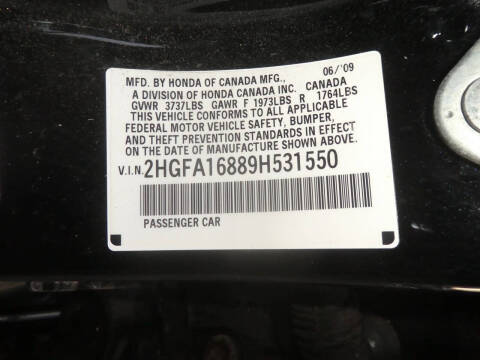 06/'09
MFD. BY HONDA OF CANADA MFG.,
A DIVISION OF HONDA CANADA INC. CANADA
GVWR 3737LBS GAWR F 1973LBS R 1764LBS
THIS VEHICLE CONFORMS TO ALL APPLICABLE
FEDERAL MOTOR VEHICLE SAFETY, BUMPER,
AND THEFT PREVENTION STANDARDS IN EFFECT
ON THE DATE OF MANUFACTURE SHOWN ABOVE.
V.I.N. 2HGFA16889H531550
PASSENGER CAR